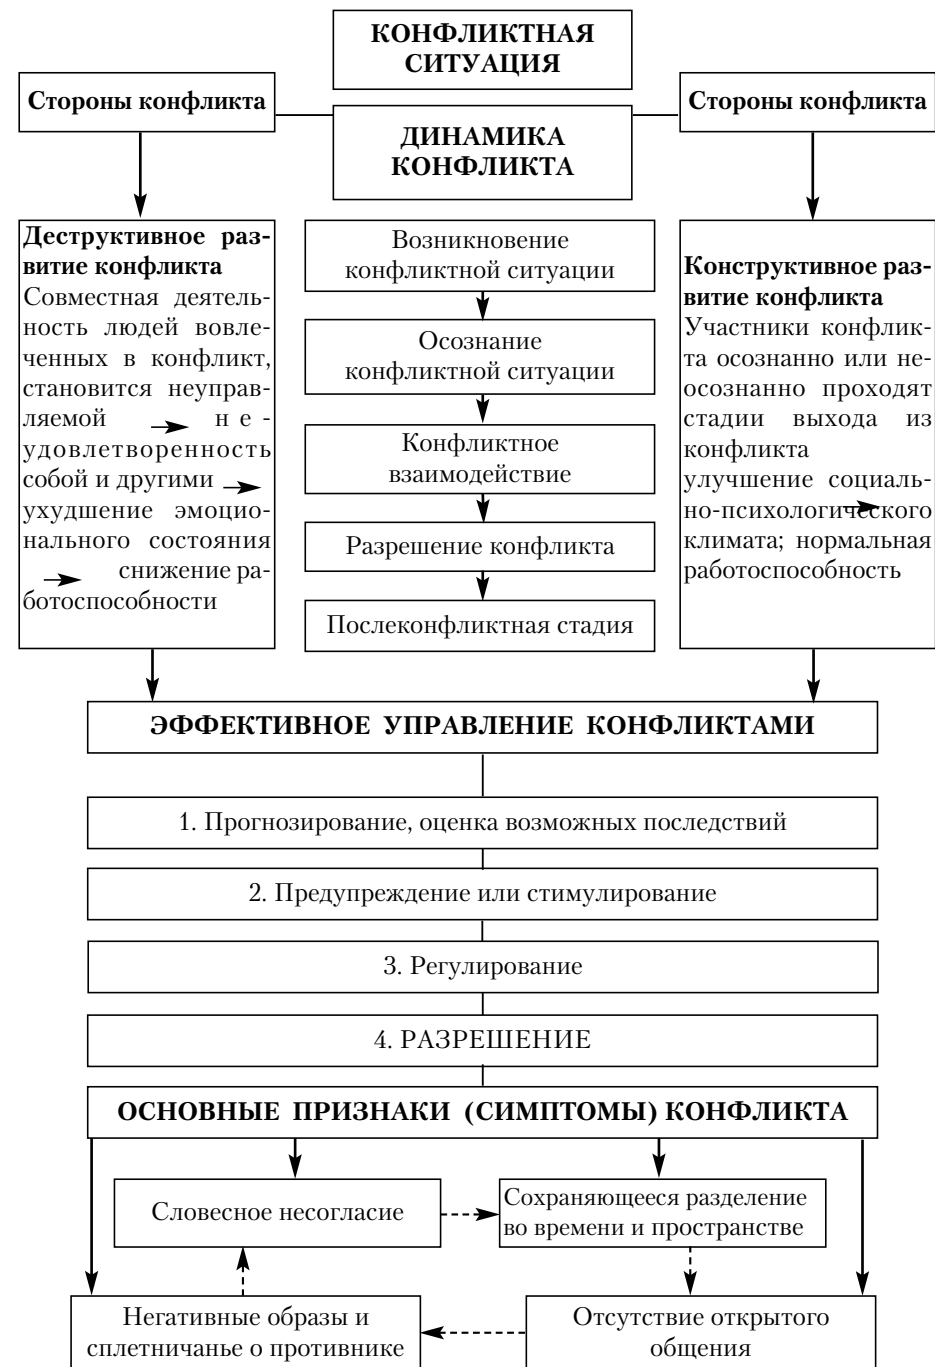 КОНФЛИКТНАЯ
СИТУАЦИЯ
Стороны конфликта
Стороны конфликта
ДИНАМИКА
КОНФЛИКТА
Деструктивное раз-
витие конфликта
Совместная деятель-
ность людей вовле-
ченных в конфликт,
становится неуправ-
ляемой не-
удовлетворенность
собой и другими
ухудшение эмоцио-
нального состояния
снижение ра-
ботоспособности
Возникновение
конфликтной ситуации
Осознание
конфликтной ситуации
Конфликтное
взаимодействие
Разрешение конфликта
Послеконфликтная стадия
Конструктивное раз-
витие конфликта
Участники конфлик-
та осознанно или не-
осознанно проходят
стадии выхода из
конфликта
улучшение социаль-
но-психологического
климата; нормальная
работоспособность
ЭФФЕКТИВНОЕ УПРАВЛЕНИЕ КОНФЛИКТАМИ
1. Прогнозирование, оценка возможных последствий
2. Предупреждение или стимулирование
3. Регулирование
4. РАЗРЕШЕНИЕ
ОСНОВНЫЕ ПРИЗНАКИ (СИМПТОМЫ) КОНФЛИКТА
Словесное несогласие
Сохраняющееся разделение
во времени и пространстве
Негативные образы и
сплетничанье о противнике
Отсутствие открытого
общения